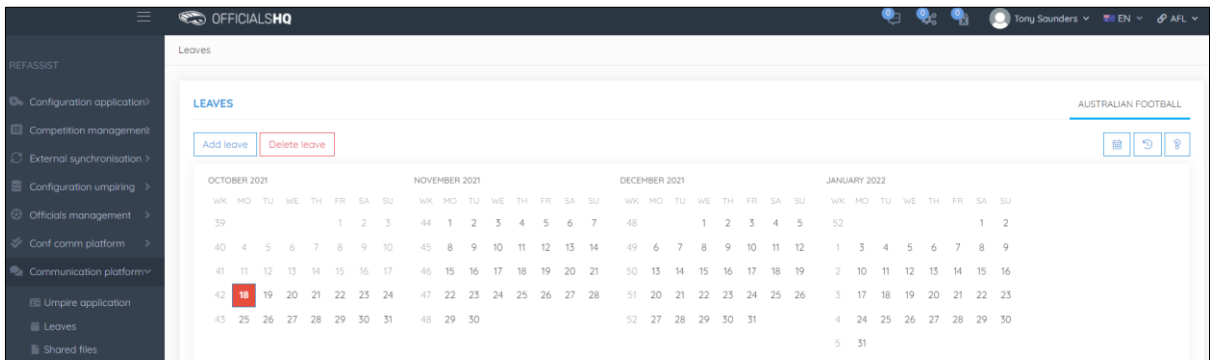 OFFICIALSHQ
0 0 0 Tony Saunders EN AFL
REFASSIST
Configuration application
Competition management
External synchronisation
Configuration umpiring
Officials management
Conf comm platform
Communication platform
Umpire application
Leaves
Shared files
Leaves
LEAVES
AUSTRALIAN FOOTBALL
Add leave Delete leave
OCTOBER 2021
WK MO TU WE TH FR SA SU
39 1 2 3
40 4 5 6 7 8 9 10
41 11 12 13 14 15 16 17
42 18 19 20 21 22 23 24
43 25 26 27 28 29 30 31
NOVEMBER 2021
WK MO TU WE TH FR SA SU
44 1 2 3 4 5 6 7
45 8 9 10 11 12 13 14
46 15 16 17 18 19 20 21
47 22 23 24 25 26 27 28
48 29 30
DECEMBER 2021
WK MO TU WE TH FR SA SU
48 1 2 3 4 5
49 6 7 8 9 10 11 12
50 13 14 15 16 17 18 19
51 20 21 22 23 24 25 26
52 27 28 29 30 31
JANUARY 2022
WK MO TU WE TH FR SA SU
52 1 2
1 3 4 5 6 7 8 9
2 10 11 12 13 14 15 16
3 17 18 19 20 21 22 23
4 24 25 26 27 28 29 30
5 31